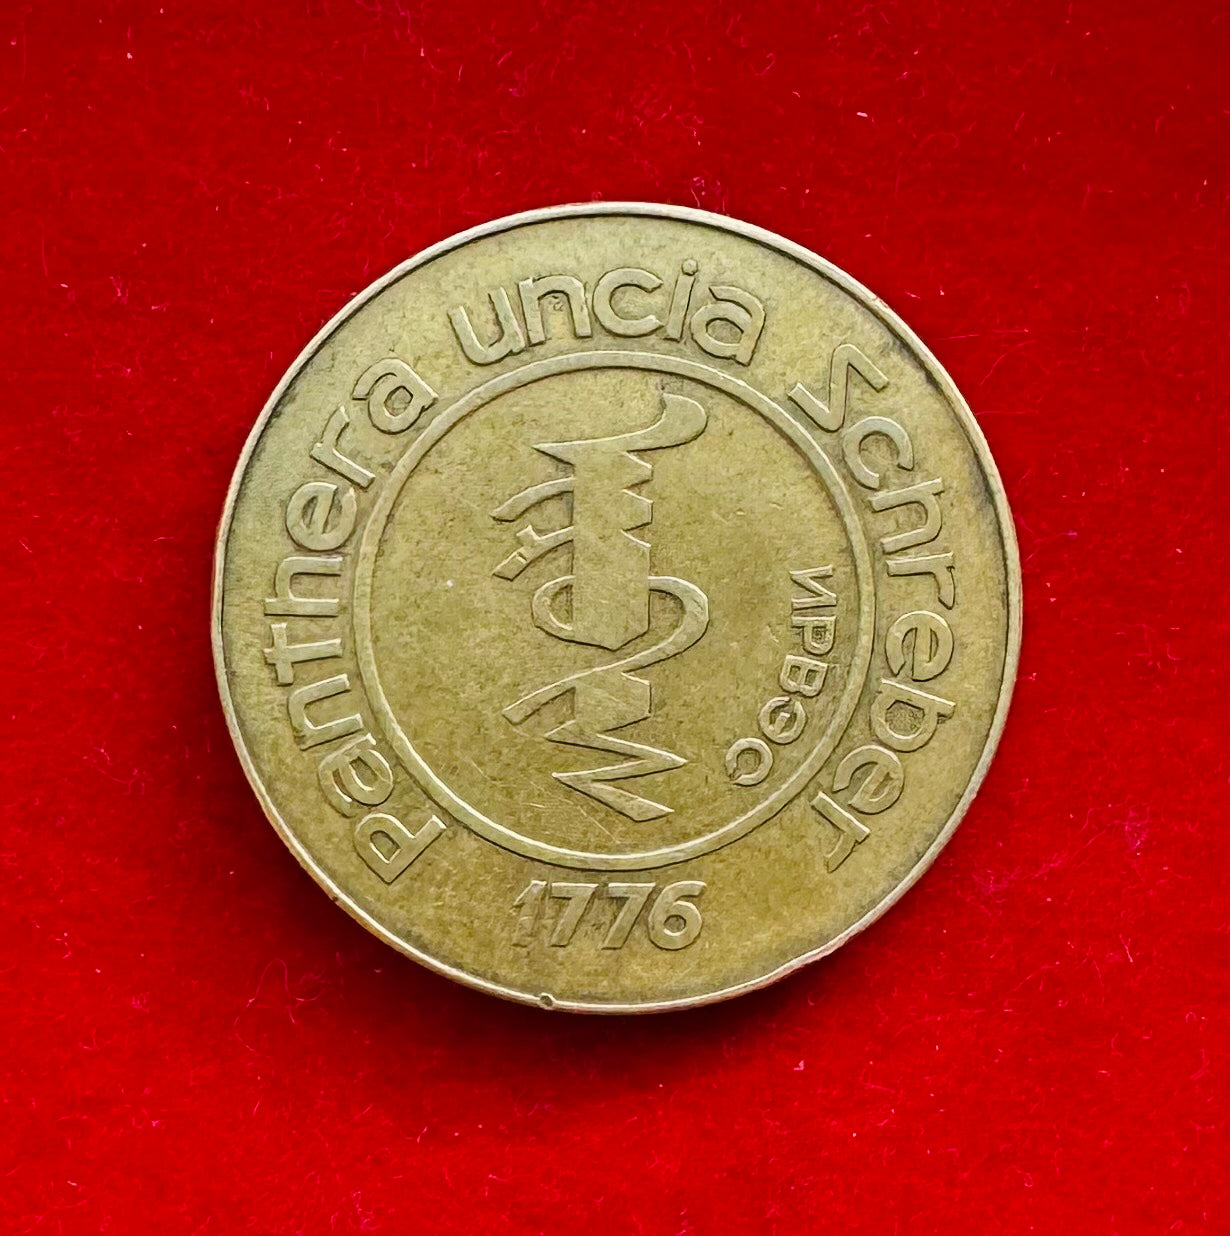 Panthera uncia Schreber
ИРВЭС
1776